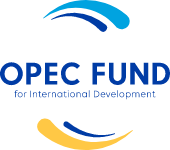 OPEC FUND
for International Development